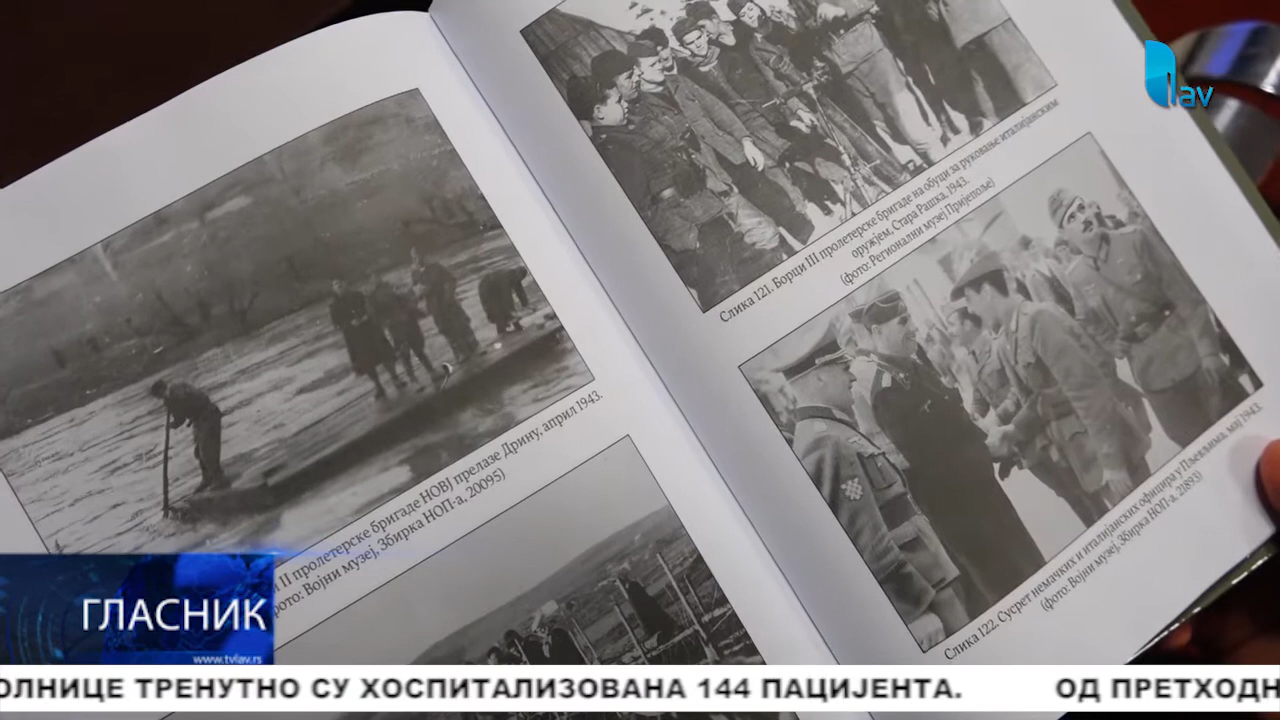 lav
Слика 121. Борци III пролетерске бригаде на обуци за руковање италијанским
оружјем, Стара Рашка, 1943.
(фото: Регионални музеј Пријепоље)
II пролетерске бригаде НОВЈ прелазе Дрину, април 1943.
фото: Војни музеј, Збирка НОП-а, 20095)
Слика 122. Сусрет немачких и италијанских официра у Пљевљима, мај 1943.
(фото: Војни музеј, Збирка НОП-а, 21893)
ГЛАСНИК
www.tvlav.rs
ОЛНИЦЕ ТРЕНУТНО СУ ХОСПИТАЛИЗОВАНА 144 ПАЦИЈЕНТА. ОД ПРЕТХОДН